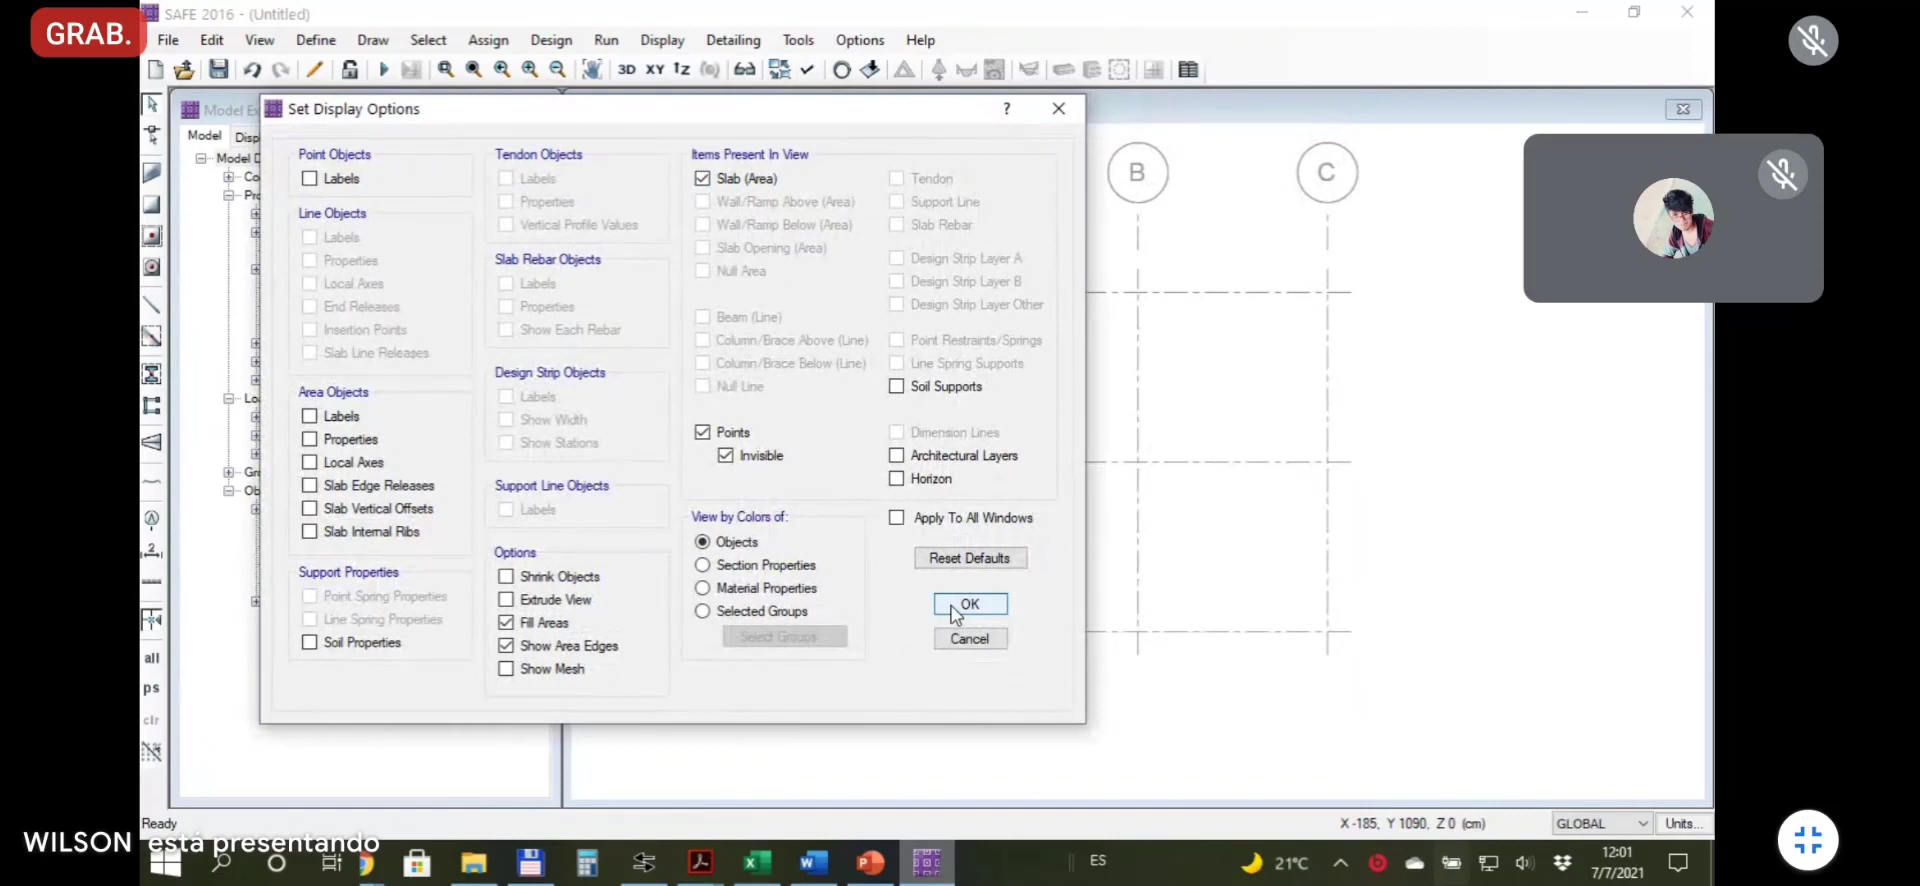 GRAB.
SAFE 2016 - (Untitled)
File Edit View Define Draw Select Assign Design Run Display Detailing Tools Options Help
3D XY
Model Ex
Model Disp
Model D
Co
Pro
Lo
Gr
Ob
Set Display Options ?
Point Objects
Labels
Line Objects
Labels
Properties
Local Axes
End Releases
Insertion Points
Slab Line Releases
Area Objects
Labels
Properties
Local Axes
Slab Edge Releases
Slab Vertical Offsets
Slab Internal Ribs
Support Properties
Point Spring Properties
Line Spring Properties
Soil Properties
Tendon Objects
Labels
Properties
Vertical Profile Values
Slab Rebar Objects
Labels
Properties
Show Each Rebar
Design Strip Objects
Labels
Show Width
Show Stations
Support Line Objects
Labels
Options
Shrink Objects
Extrude View
Fill Areas
Show Area Edges
Show Mesh
Items Present In View
Slab (Area)
Wall/Ramp Above (Area)
Wall/Ramp Below (Area)
Slab Opening (Area)
Null Area
Beam (Line)
Column/Brace Above (Line)
Column/Brace Below (Line)
Null Line
Points
Invisible
Tendon
Support Line
Slab Rebar
Design Strip Layer A
Design Strip Layer B
Design Strip Layer Other
Point Restraints/Springs
Line Spring Supports
Soil Supports
Dimension Lines
Architectural Layers
Horizon
View by Colors of:
Objects
Section Properties
Material Properties
Selected Groups
Select Groups
Apply To All Windows
Reset Defaults
OK
Cancel
B
C
all
ps
clr
Ready
X -185, Y 1090, Z 0 (cm)
GLOBAL
Units...
WILSON está presentando
ES
21°C
12:01
7/7/2021